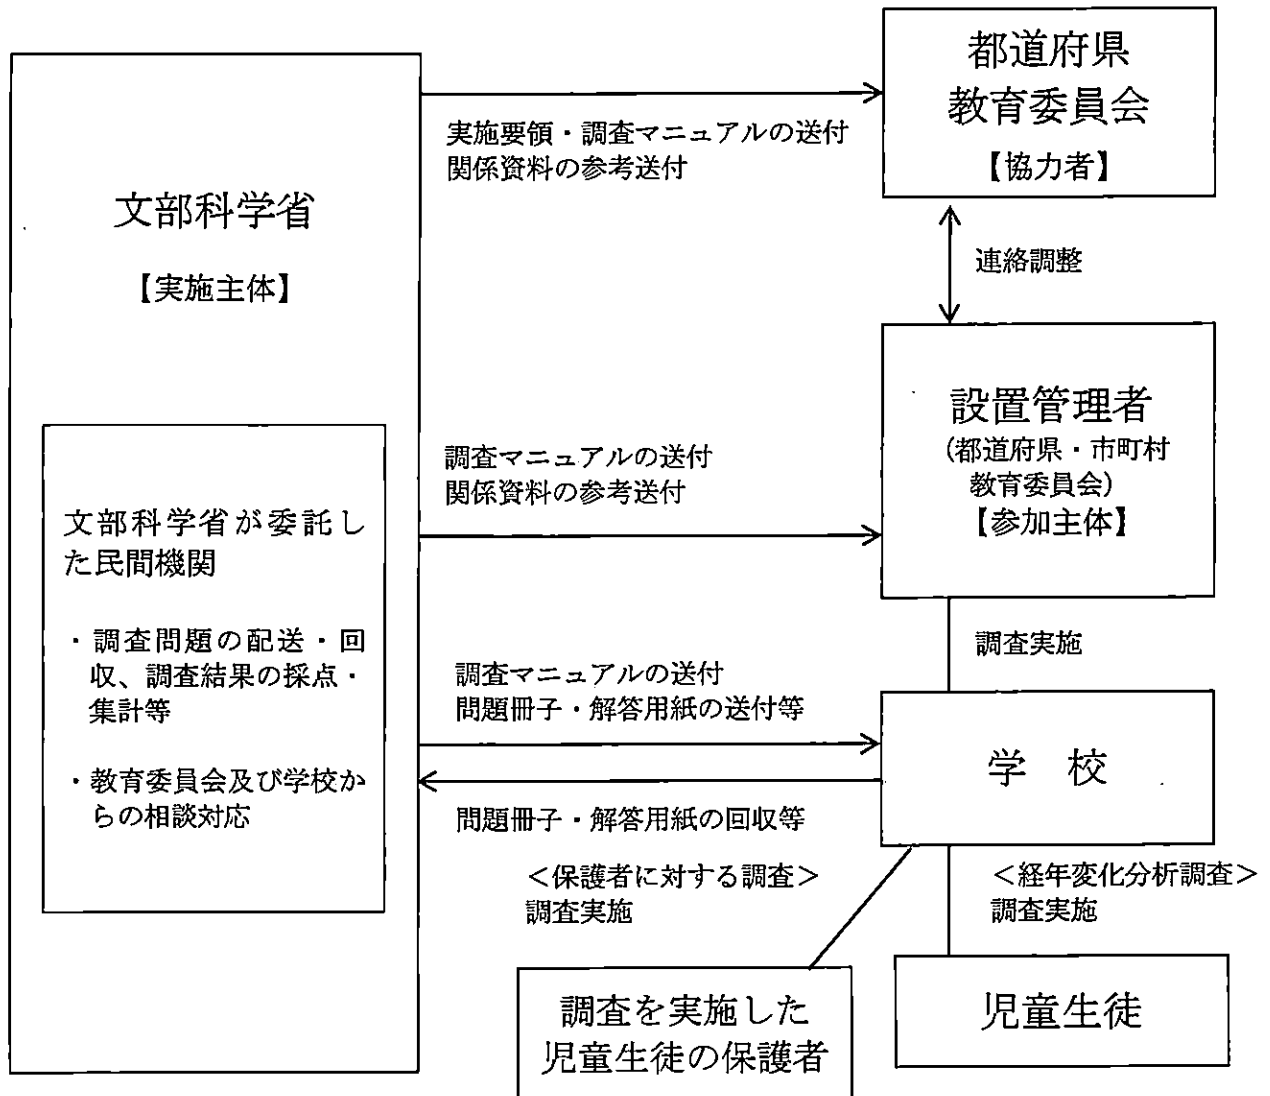 文部科学省
【実施主体】
文部科学省が委託し
た民間機関
・調査問題の配送・回
収、調査結果の採点・
集計等
・教育委員会及び学校か
らの相談対応
実施要領・調査マニュアルの送付
関係資料の参考送付
都道府県
教育委員会
【協力者】
連絡調整
調査マニュアルの送付
関係資料の参考送付
設置管理者
(都道府県・市町村
教育委員会)
【参加主体】
調査実施
調査マニュアルの送付
問題冊子・解答用紙の送付等
学 校
問題冊子・解答用紙の回収等
<保護者に対する調査>
調査実施
<経年変化分析調査>
調査実施
調査を実施した
児童生徒の保護者
児童生徒